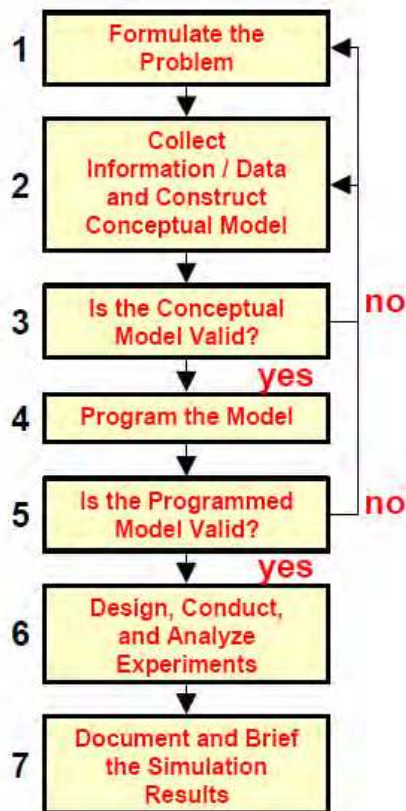 1
Formulate the
Problem
2
Collect
Information / Data
and Construct
Conceptual Model
3
Is the Conceptual
Model Valid?
no
yes
4
Program the Model
5
Is the Programmed
Model Valid?
no
yes
6
Design, Conduct,
and Analyze
Experiments
7
Document and Brief
the Simulation
Results